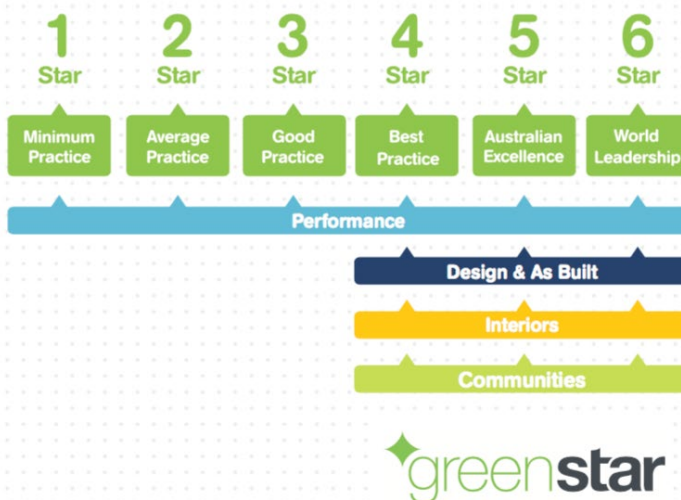 1 2 3 4 5 6
Star Star Star Star Star Star
Minimum Average Good Best Australian World
Practice Practice Practice Practice Excellence Leadership
Performance
Design & As Built
Interiors
Communities
greenstar